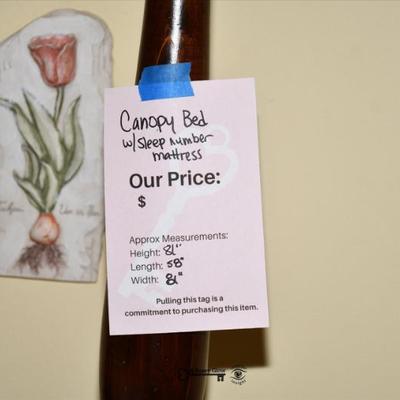 Canopy Bed
w/sleep number
mattress
Our Price:
$
Approx Measurements:
Height: 81"
Length: 58"
Width: 81"
Pulling this tag is a
commitment to purchasing this item.